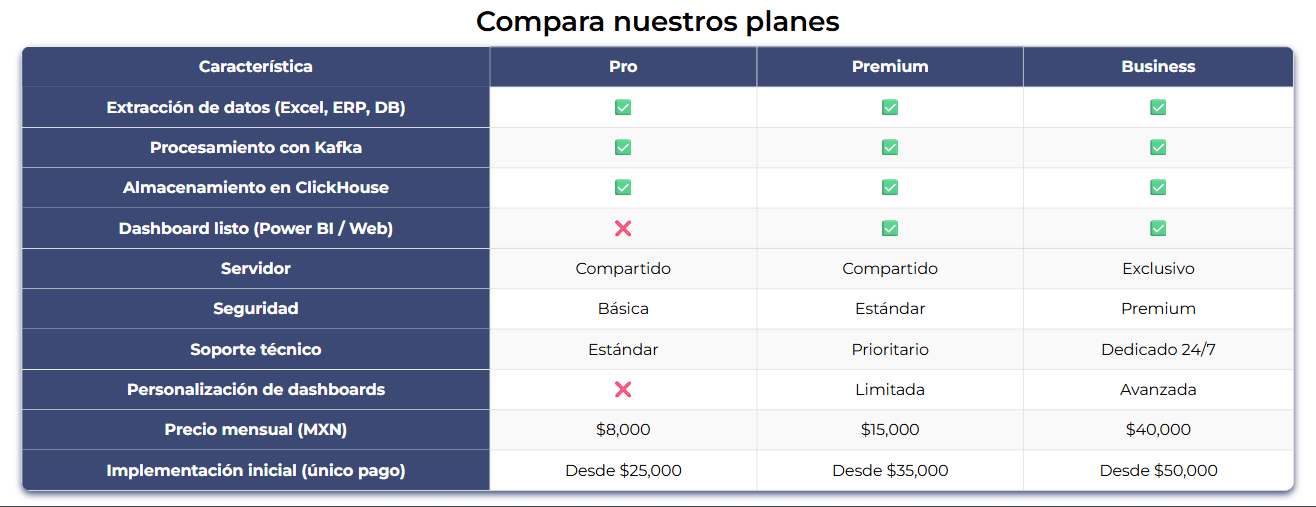 Compara nuestros planes
Característica Pro Premium Business
Extracción de datos (Excel, ERP, DB) ✅ ✅ ✅
Procesamiento con Kafka ✅ ✅ ✅
Almacenamiento en ClickHouse ✅ ✅ ✅
Dashboard listo (Power BI / Web) ❌ ✅ ✅
Servidor Compartido Compartido Exclusivo
Seguridad Básica Estándar Premium
Soporte técnico Estándar Prioritario Dedicado 24/7
Personalización de dashboards ❌ Limitada Avanzada
Precio mensual (MXN) $8,000 $15,000 $40,000
Implementación inicial (único pago) Desde $25,000 Desde $35,000 Desde $50,000